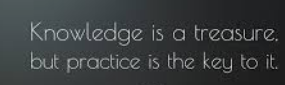 Knowledge is a treasure,
but practice is the key to it.